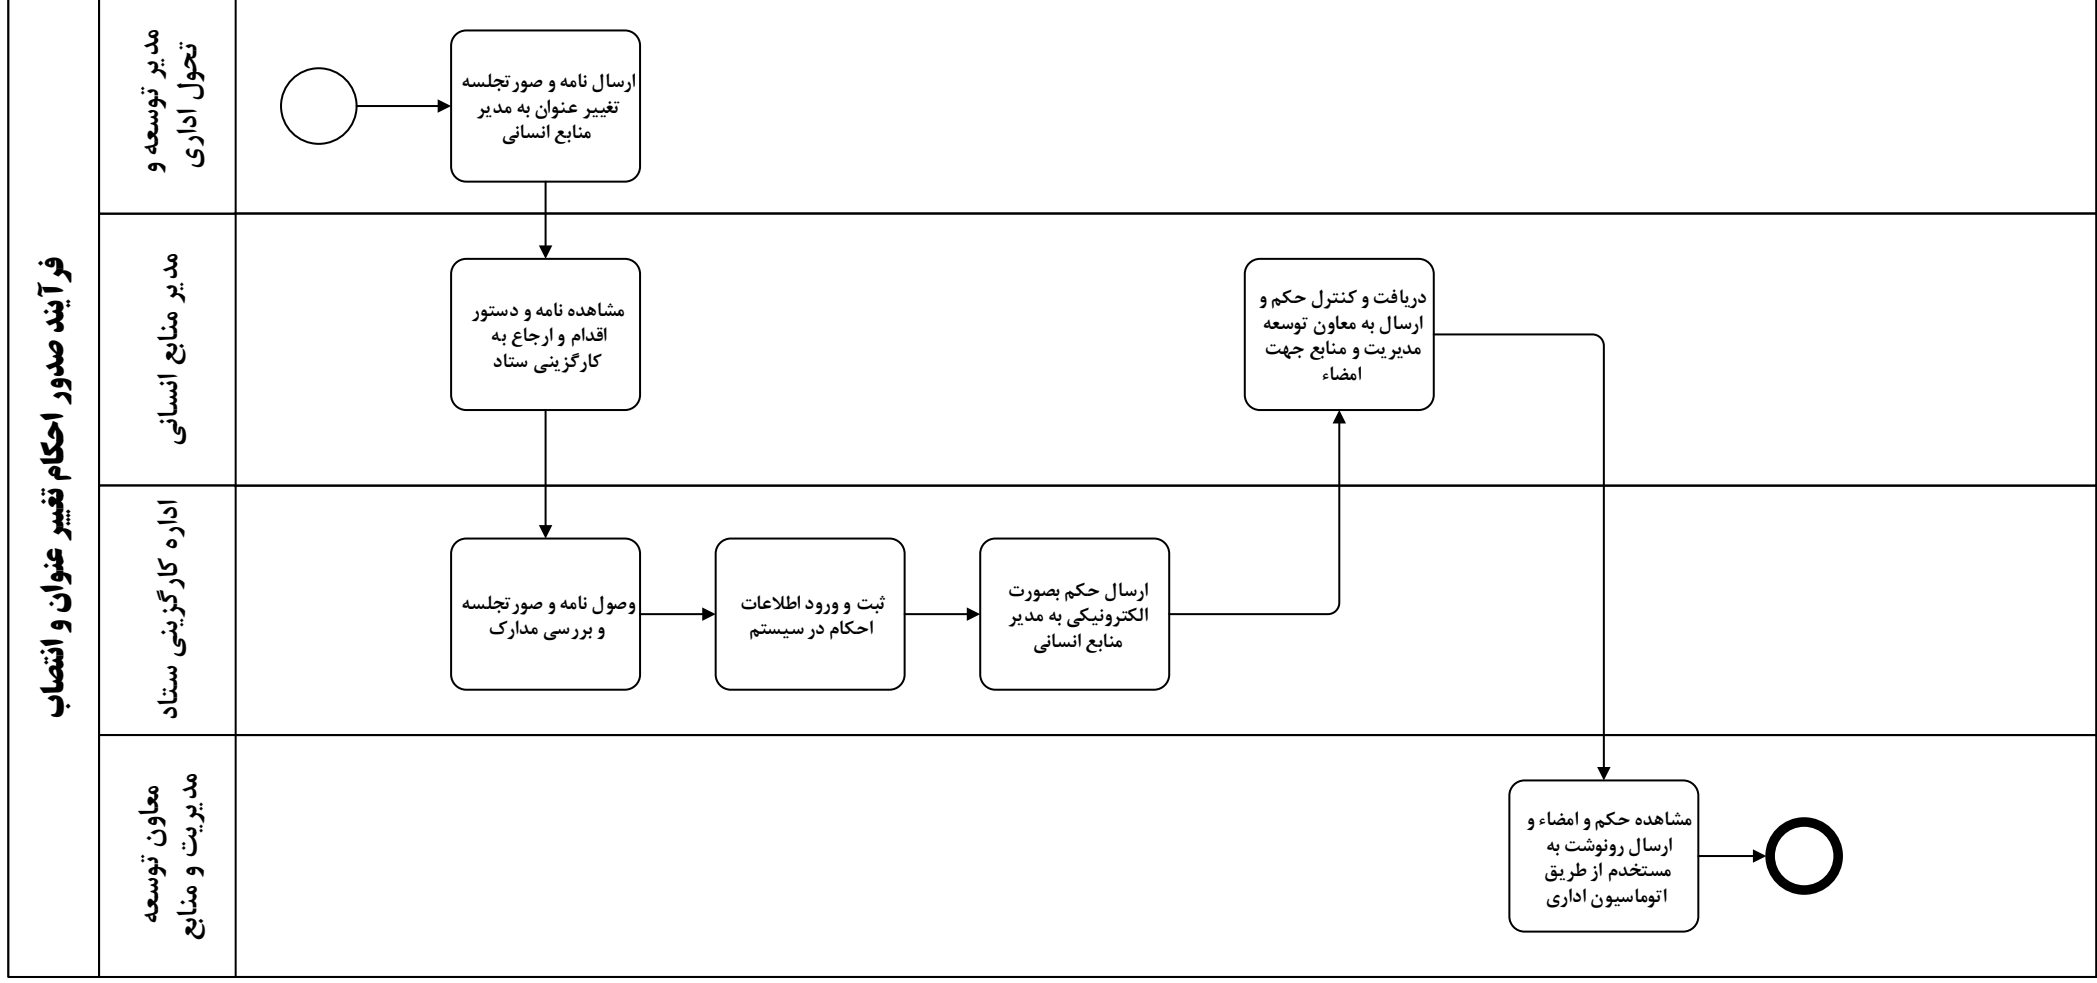 فرآیند صدور احکام تغییر عنوان و انتصاب
مدیر توسعه و
تحول اداری
ارسال نامه و صورتجلسه
تغییر عنوان به مدیر
منابع انسانی
مدیر منابع انسانی
مشاهده نامه و دستور
اقدام و ارجاع به
کارگزینی ستاد
دریافت و کنترل حکم و
ارسال به معاون توسعه
مدیریت و منابع جهت
امضاء
اداره کارگزینی ستاد
وصول نامه و صورتجلسه
و بررسی مدارک
ثبت و ورود اطلاعات
احکام در سیستم
ارسال حکم بصورت
الکترونیکی به مدیر
منابع انسانی
معاون توسعه
مدیریت و منابع
مشاهده حکم و امضاء و
ارسال رونوشت به
مستخدم از طریق
اتوماسیون اداری